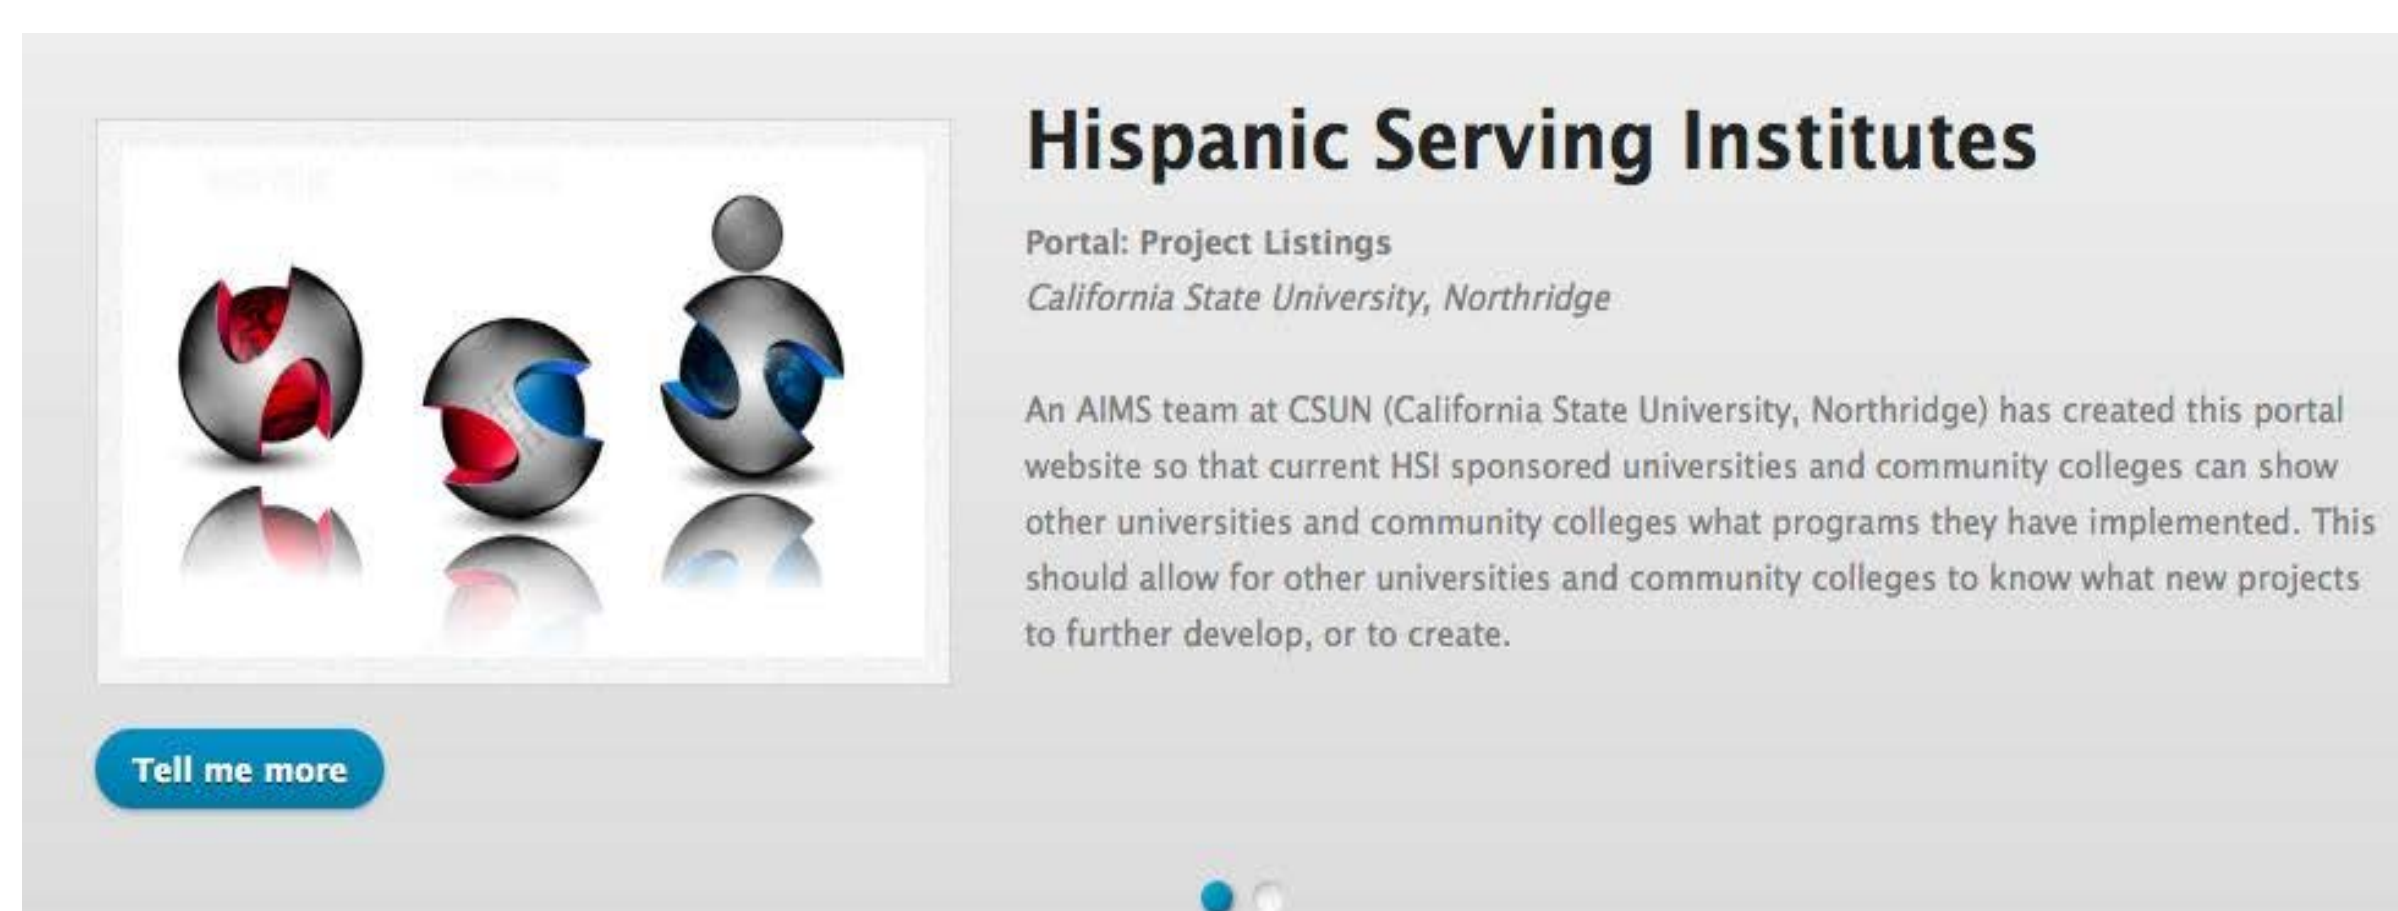 Hispanic Serving Institutes
Portal: Project Listings
California State University, Northridge
An AIMS team at CSUN (California State University, Northridge) has created this portal
website so that current HSI sponsored universities and community colleges can show
other universities and community colleges what programs they have implemented. This
should allow for other universities and community colleges to know what new projects
to further develop, or to create.
Tell me more